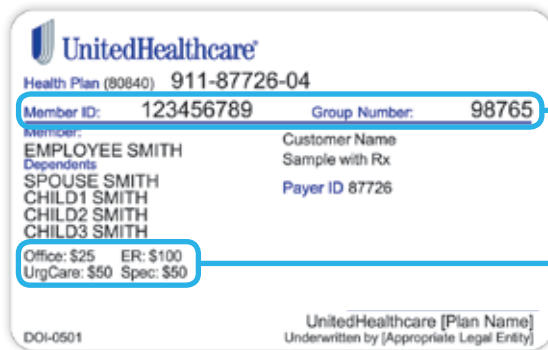 UnitedHealthcare®
Health Plan (80840) 911-87726-04
Member ID: 123456789 Group Number: 98765
Member:
EMPLOYEE SMITH
Dependents
SPOUSE SMITH
CHILD1 SMITH
CHILD2 SMITH
CHILD3 SMITH
Customer Name
Sample with Rx
Payer ID 87726
Office: $25 ER: $100
UrgCare: $50 Spec: $50
UnitedHealthcare [Plan Name]
DOI-0501 Underwritten by [Appropriate Legal Entity]